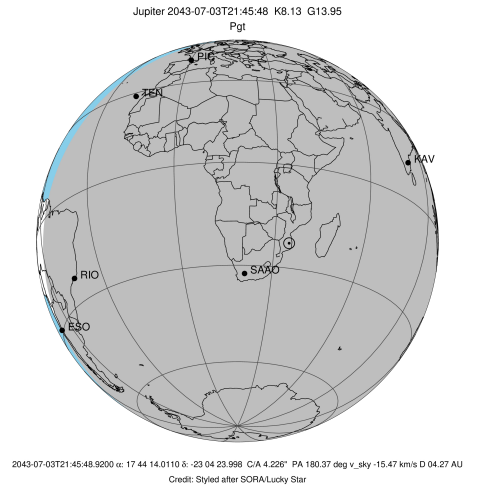 Jupiter 2043-07-03T21:45:48 K8.13 G13.95
Pgt
PIC
TEN
KAV
SAAO
RIO
ESO
2043-07-03T21:45:48.9200 α: 17 44 14.0110 δ: -23 04 23.998 C/A 4.226" PA 180.37 deg v_sky -15.47 km/s D 04.27 AU
Credit: Styled after SORA/Lucky Star